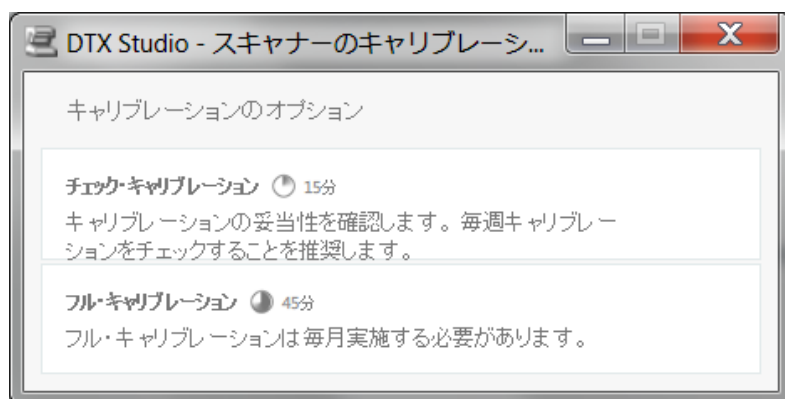 DTX Studio - スキャナーのキャリブレーシ...
キャリブレーションのオプション
チェック・キャリブレーション 15分
キャリブレーションの妥当性を確認します。毎週キャリブレー
ションをチェックすることを推奨します。
フル・キャリブレーション 45分
フル・キャリブレーションは毎月実施する必要があります。